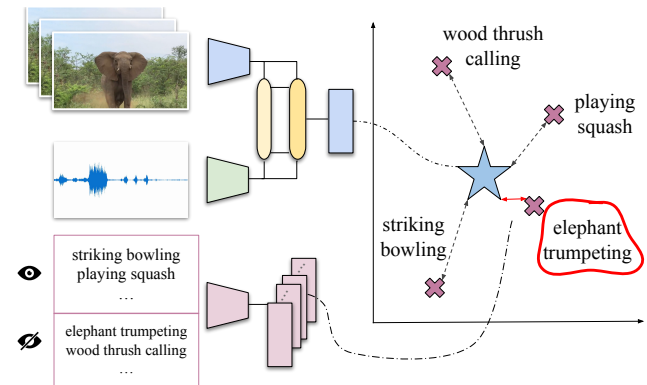 wood thrush
calling
playing
squash
striking
bowling
elephant
trumpeting
striking bowling
playing squash
...
elephant trumpeting
wood thrush calling
...